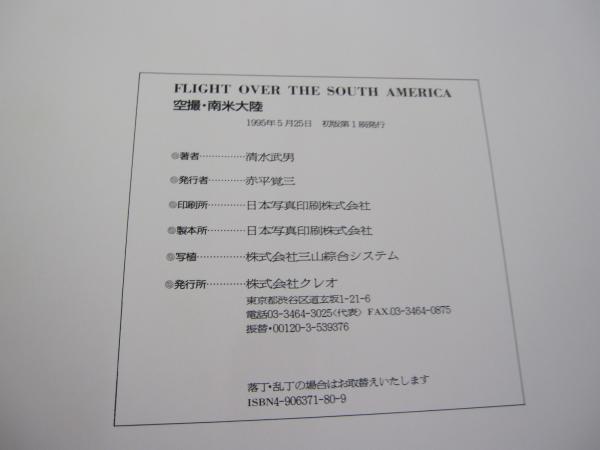 FLIGHT OVER THE SOUTH AMERICA
空撮・南米大陸
1995年5月25日 初版第1刷発行
◎著者……………清水武男
◎発行者…………赤平覚三
◎印刷所…………日本写真印刷株式会社
◎製本所…………日本写真印刷株式会社
◎写植……………株式会社三山綜合システム
◎発行所…………株式会社クレオ
東京都渋谷区道玄坂1-21-6
電話03-3464-3025〈代表〉FAX.03-3464-0875
振替・00120-3-539376
落丁・乱丁の場合はお取替えいたします
ISBN4-906371-80-9